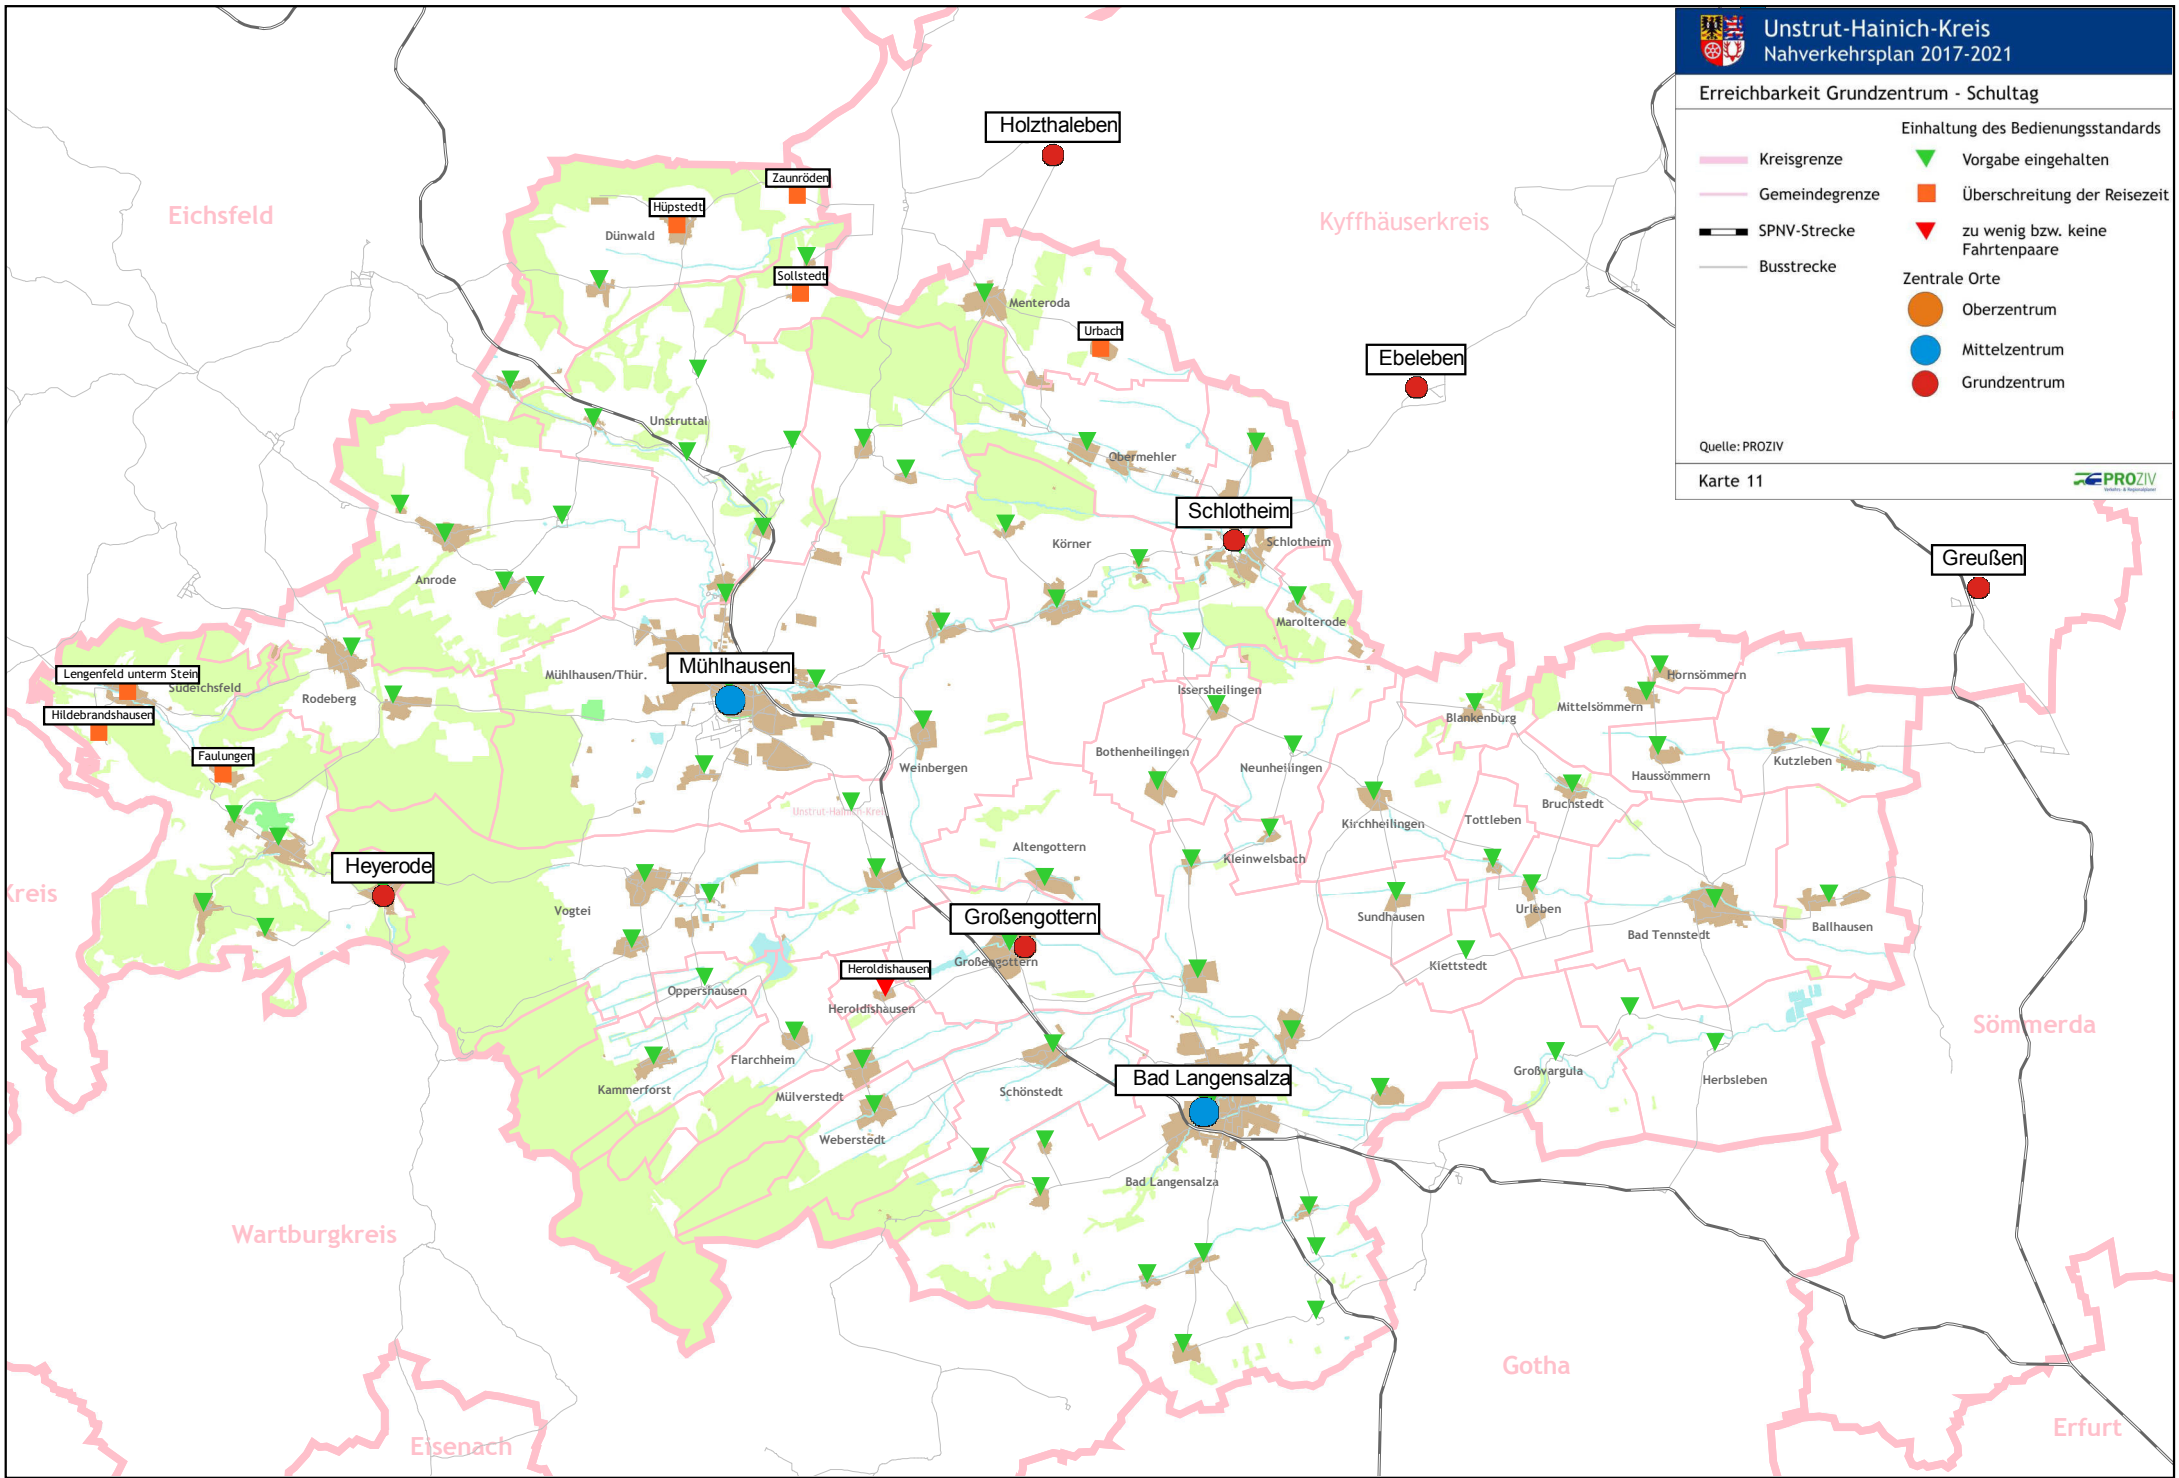 Unstrut-Hainich-Kreis
Nahverkehrsplan 2017-2021
Erreichbarkeit Grundzentrum - Schultag
Einhaltung des Bedienungsstandards
Kreisgrenze
Vorgabe eingehalten
Gemeindegrenze
Überschreitung der Reisezeit
SPNV-Strecke
zu wenig bzw. keine
Fahrtenpaare
Busstrecke
Zentrale Orte
Oberzentrum
Mittelzentrum
Grundzentrum
Quelle: PROZIV
Karte 11
PROZIV
Holzthaleben
Zaunröden
Eichsfeld
Hüpstedt
Dünwald
Kyffhäuserkreis
Sollstedt
Menteroda
Urbach
Ebeleben
Unstruttal
Obermehler
Schlotheim
Schlotheim
Körner
Greußen
Anrode
Marolterode
Mühlhausen
Lengenfeld unterm Stein
Südeichsfeld
Mühlhausen/Thür.
Rodeberg
Hornsömmern
Issersheilingen
Mittelsömmern
Hildebrandshausen
Blankenburg
Faulungen
Bothenheilingen
Weinbergen
Neunheilingen
Haussömmern
Kutzleben
Bruchstedt
Unstrut-Hainich-Kreis
Kirchheilingen
Tottleben
Altengottern
Kleinwelsbach
Heyerode
Kreis
Vogtei
Großengottern
Sundhausen
Urleben
Bad Tennstedt
Ballhausen
Großengottern
Heroldishausen
Klettstedt
Oppershausen
Heroldishausen
Sömmerda
Flarchheim
Großvargula
Bad Langensalza
Herbsleben
Kammerforst
Mülverstedt
Schönstedt
Weberstedt
Bad Langensalza
Wartburgkreis
Gotha
Eisenach
Erfurt